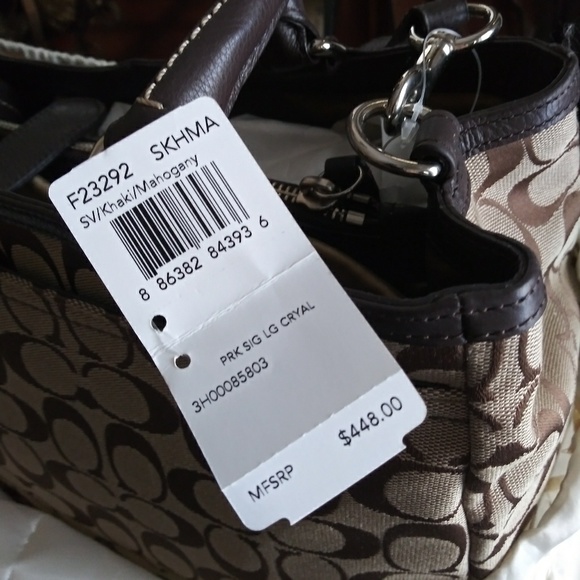 F23292 SKHMA
SV/Khaki/Mahogany
8 86382 84393 6
PRK SIG LG CRYAL
3H00085803
MFSRP $448.00